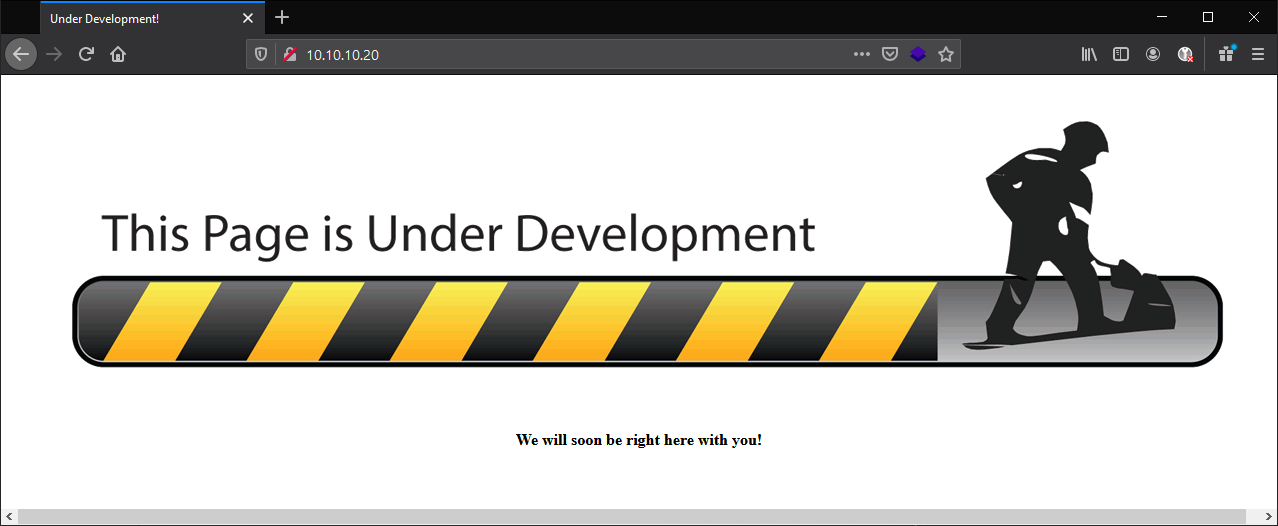 Under Development!
10.10.10.20
This Page is Under Development
We will soon be right here with you!